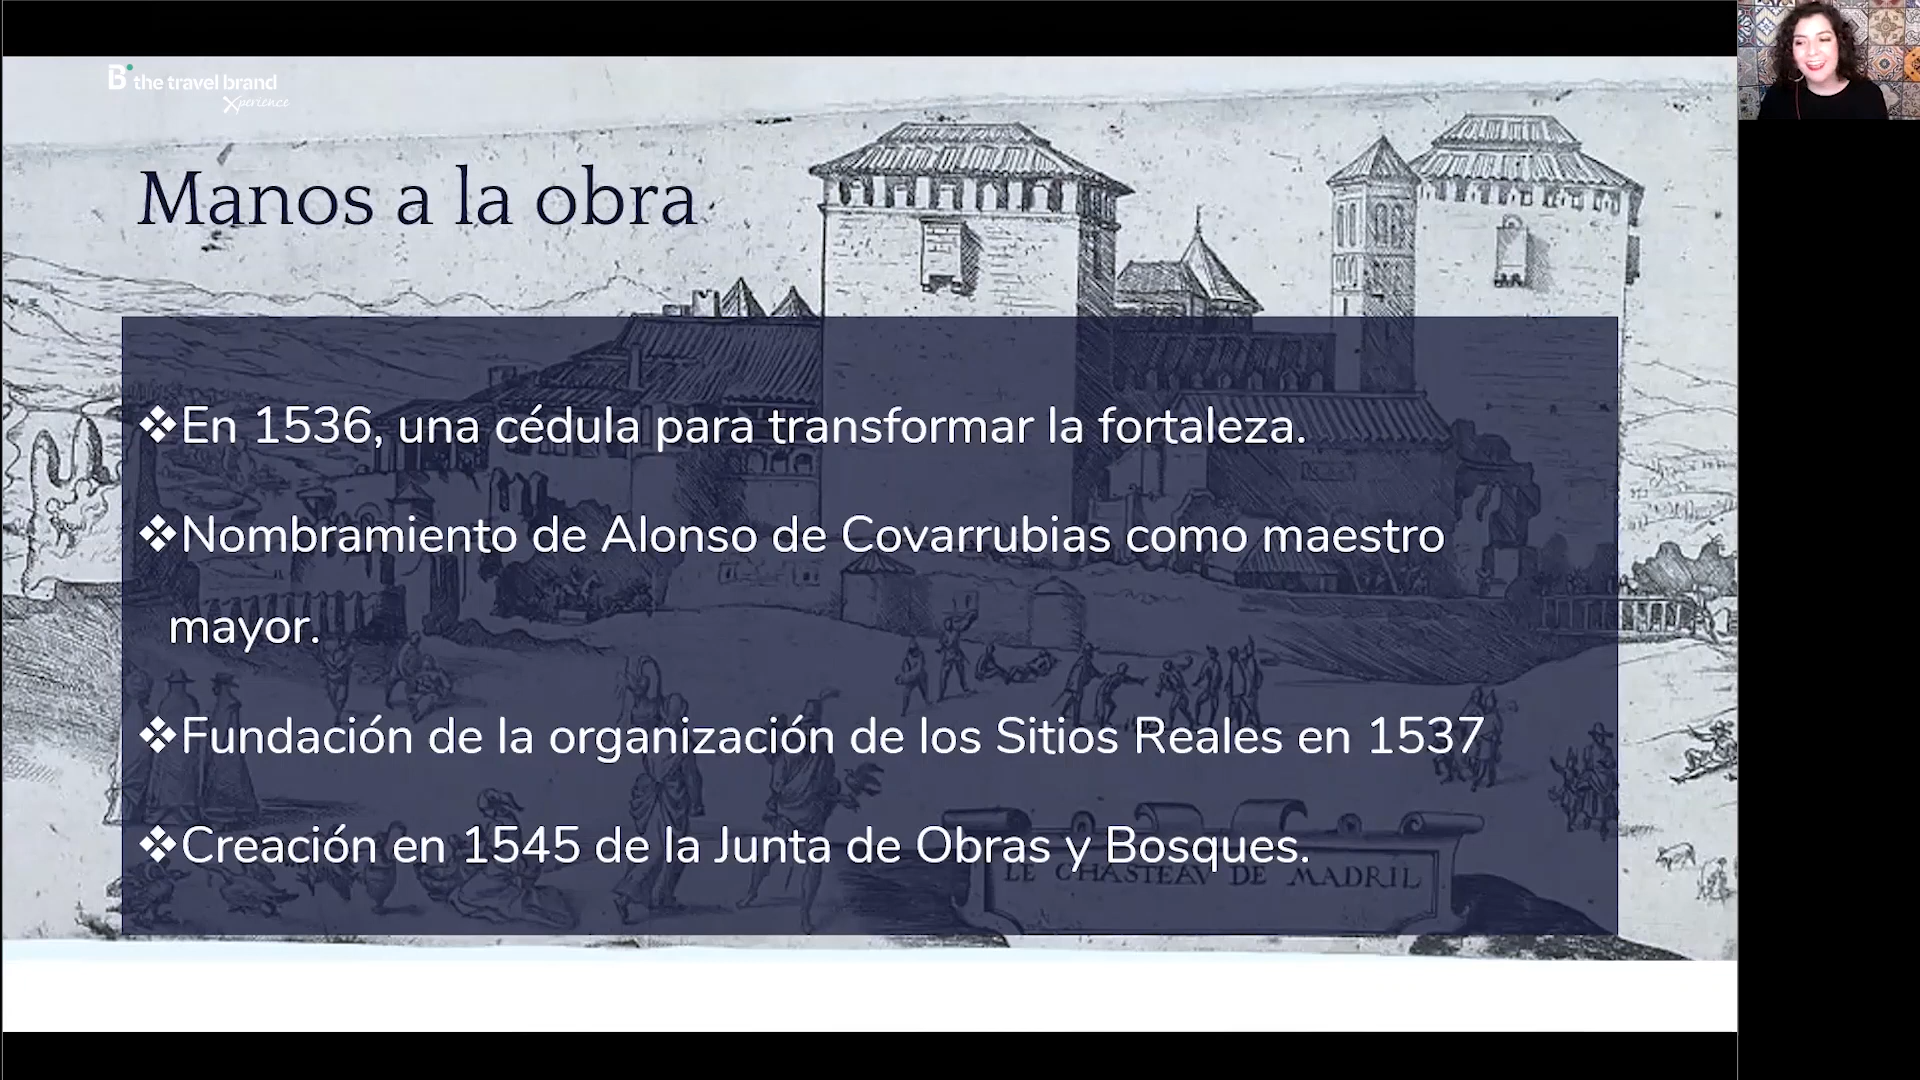 B the travel brand
Xperience
Manos a la obra
❖En 1536, una cédula para transformar la fortaleza.
❖Nombramiento de Alonso de Covarrubias como maestro
mayor.
❖Fundación de la organización de los Sitios Reales en 1537
❖Creación en 1545 de la Junta de Obras y Bosques.
LE CHASTEAV DE MADRIL